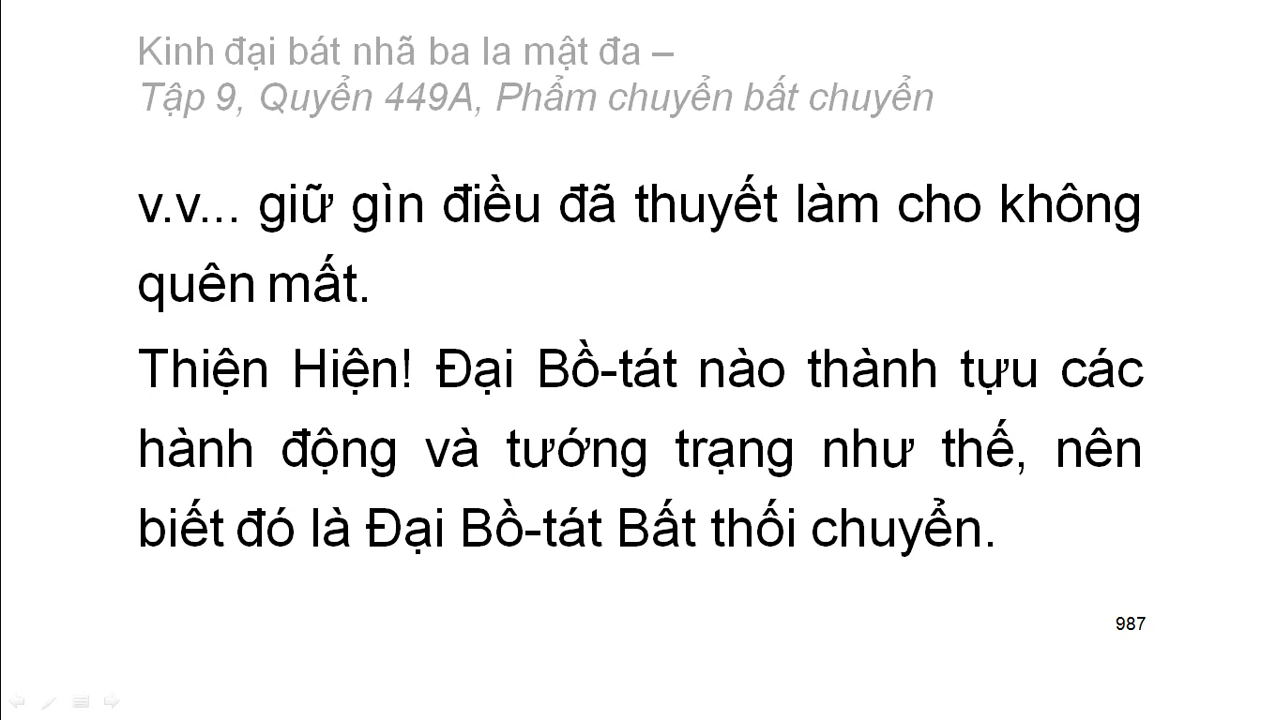 Kinh đại bát nhã ba la mật đa –
Tập 9, Quyển 449A, Phẩm chuyển bất chuyển
v.v... giữ gìn điều đã thuyết làm cho không
quên mất.
Thiện Hiện! Đại Bồ-tát nào thành tựu các
hành động và tướng trạng như thế, nên
biết đó là Đại Bồ-tát Bất thối chuyển.
987